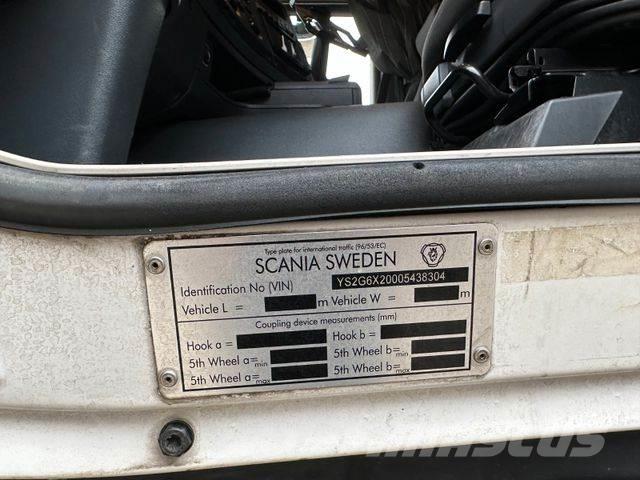 Type plate for international traffic (96/53/EC)
SCANIA SWEDEN
Identification No (VIN) YS2G6X20005438304
Vehicle L = m Vehicle W = m
Coupling device measurements (mm)
Hook a = Hook b =
5th Wheel a= min 5th Wheel b= min
5th Wheel a= max 5th Wheel b= max